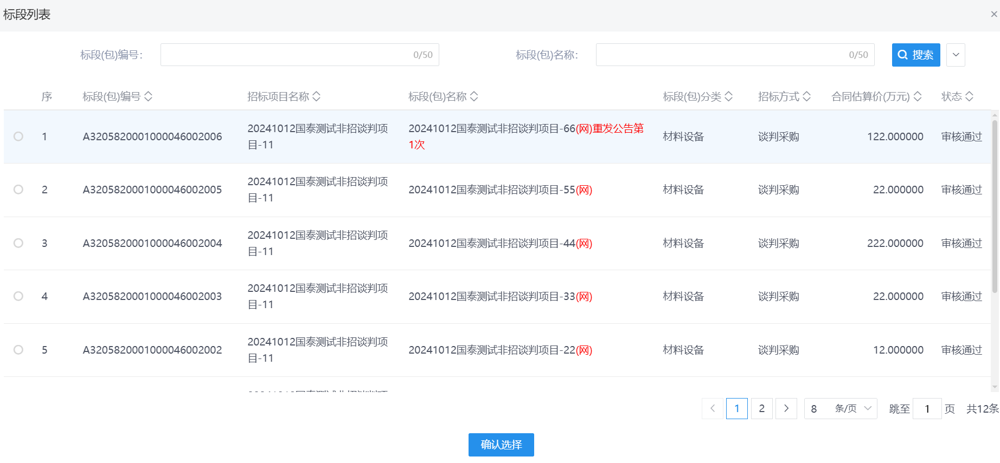 标段列表
标段(包)编号: 0/50 标段(包)名称: 0/50 搜索
序 标段(包)编号 招标项目名称 标段(包)名称 标段(包)分类 招标方式 合同估算价(万元) 状态
1 A3205820001000046002006 20241012国泰测试非招谈判项目-11 20241012国泰测试非招谈判项目-66(网)重发公告第1次 材料设备 谈判采购 122.000000 审核通过
2 A3205820001000046002005 20241012国泰测试非招谈判项目-11 20241012国泰测试非招谈判项目-55(网) 材料设备 谈判采购 22.000000 审核通过
3 A3205820001000046002004 20241012国泰测试非招谈判项目-11 20241012国泰测试非招谈判项目-44(网) 材料设备 谈判采购 222.000000 审核通过
4 A3205820001000046002003 20241012国泰测试非招谈判项目-11 20241012国泰测试非招谈判项目-33(网) 材料设备 谈判采购 22.000000 审核通过
5 A3205820001000046002002 20241012国泰测试非招谈判项目-11 20241012国泰测试非招谈判项目-22(网) 材料设备 谈判采购 12.000000 审核通过
1 2 8 条/页 跳至 1 页 共12条
确认选择